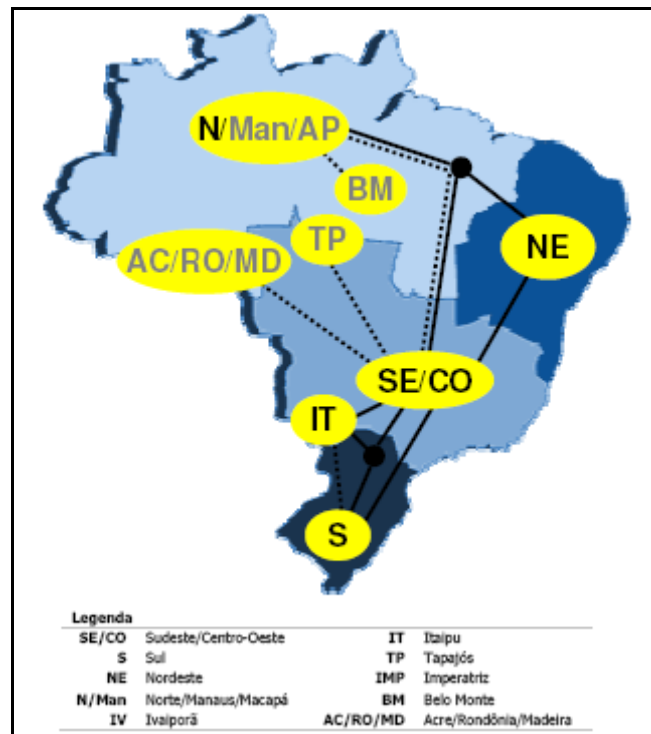 N/Man/AP
BM
TP
NE
AC/RO/MD
SE/CO
IT
S
Legenda
SE/CO Sudeste/Centro-Oeste IT Itaipu
S Sul TP Tapajós
NE Nordeste IMP Imperatriz
N/Man Norte/Manaus/Macapá BM Belo Monte
IV Ivaiporã AC/RO/MD Acre/Rondônia/Madeira